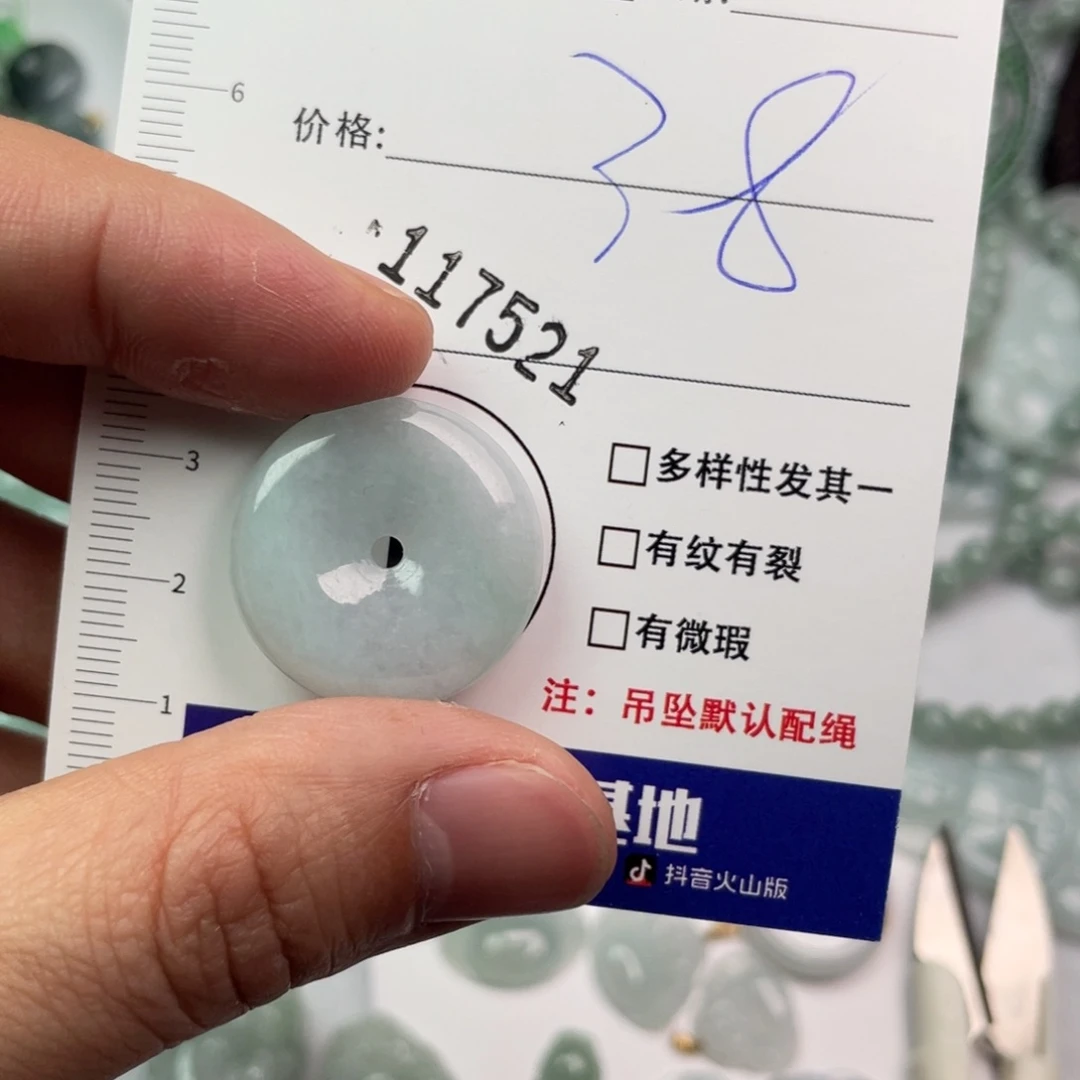 6
价格: 38
117521
3
2
1
□多样性发其一
□有纹有裂
□有微瑕
注：吊坠默认配绳
基地
抖音火山版